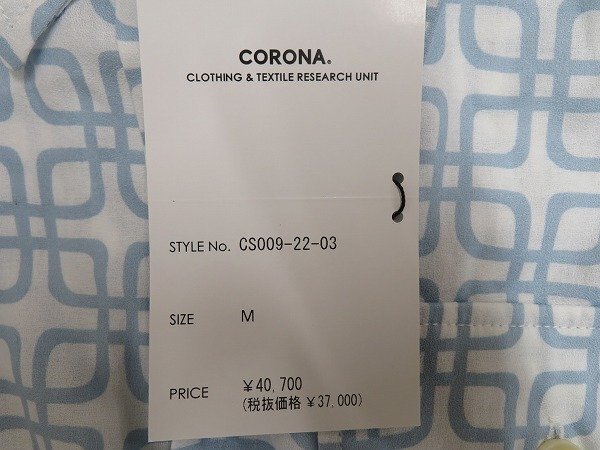 CORONA®
CLOTHING & TEXTILE RESEARCH UNIT
STYLE No. CS009-22-03
SIZE M
PRICE ¥40,700
(税抜価格 ¥37,000)